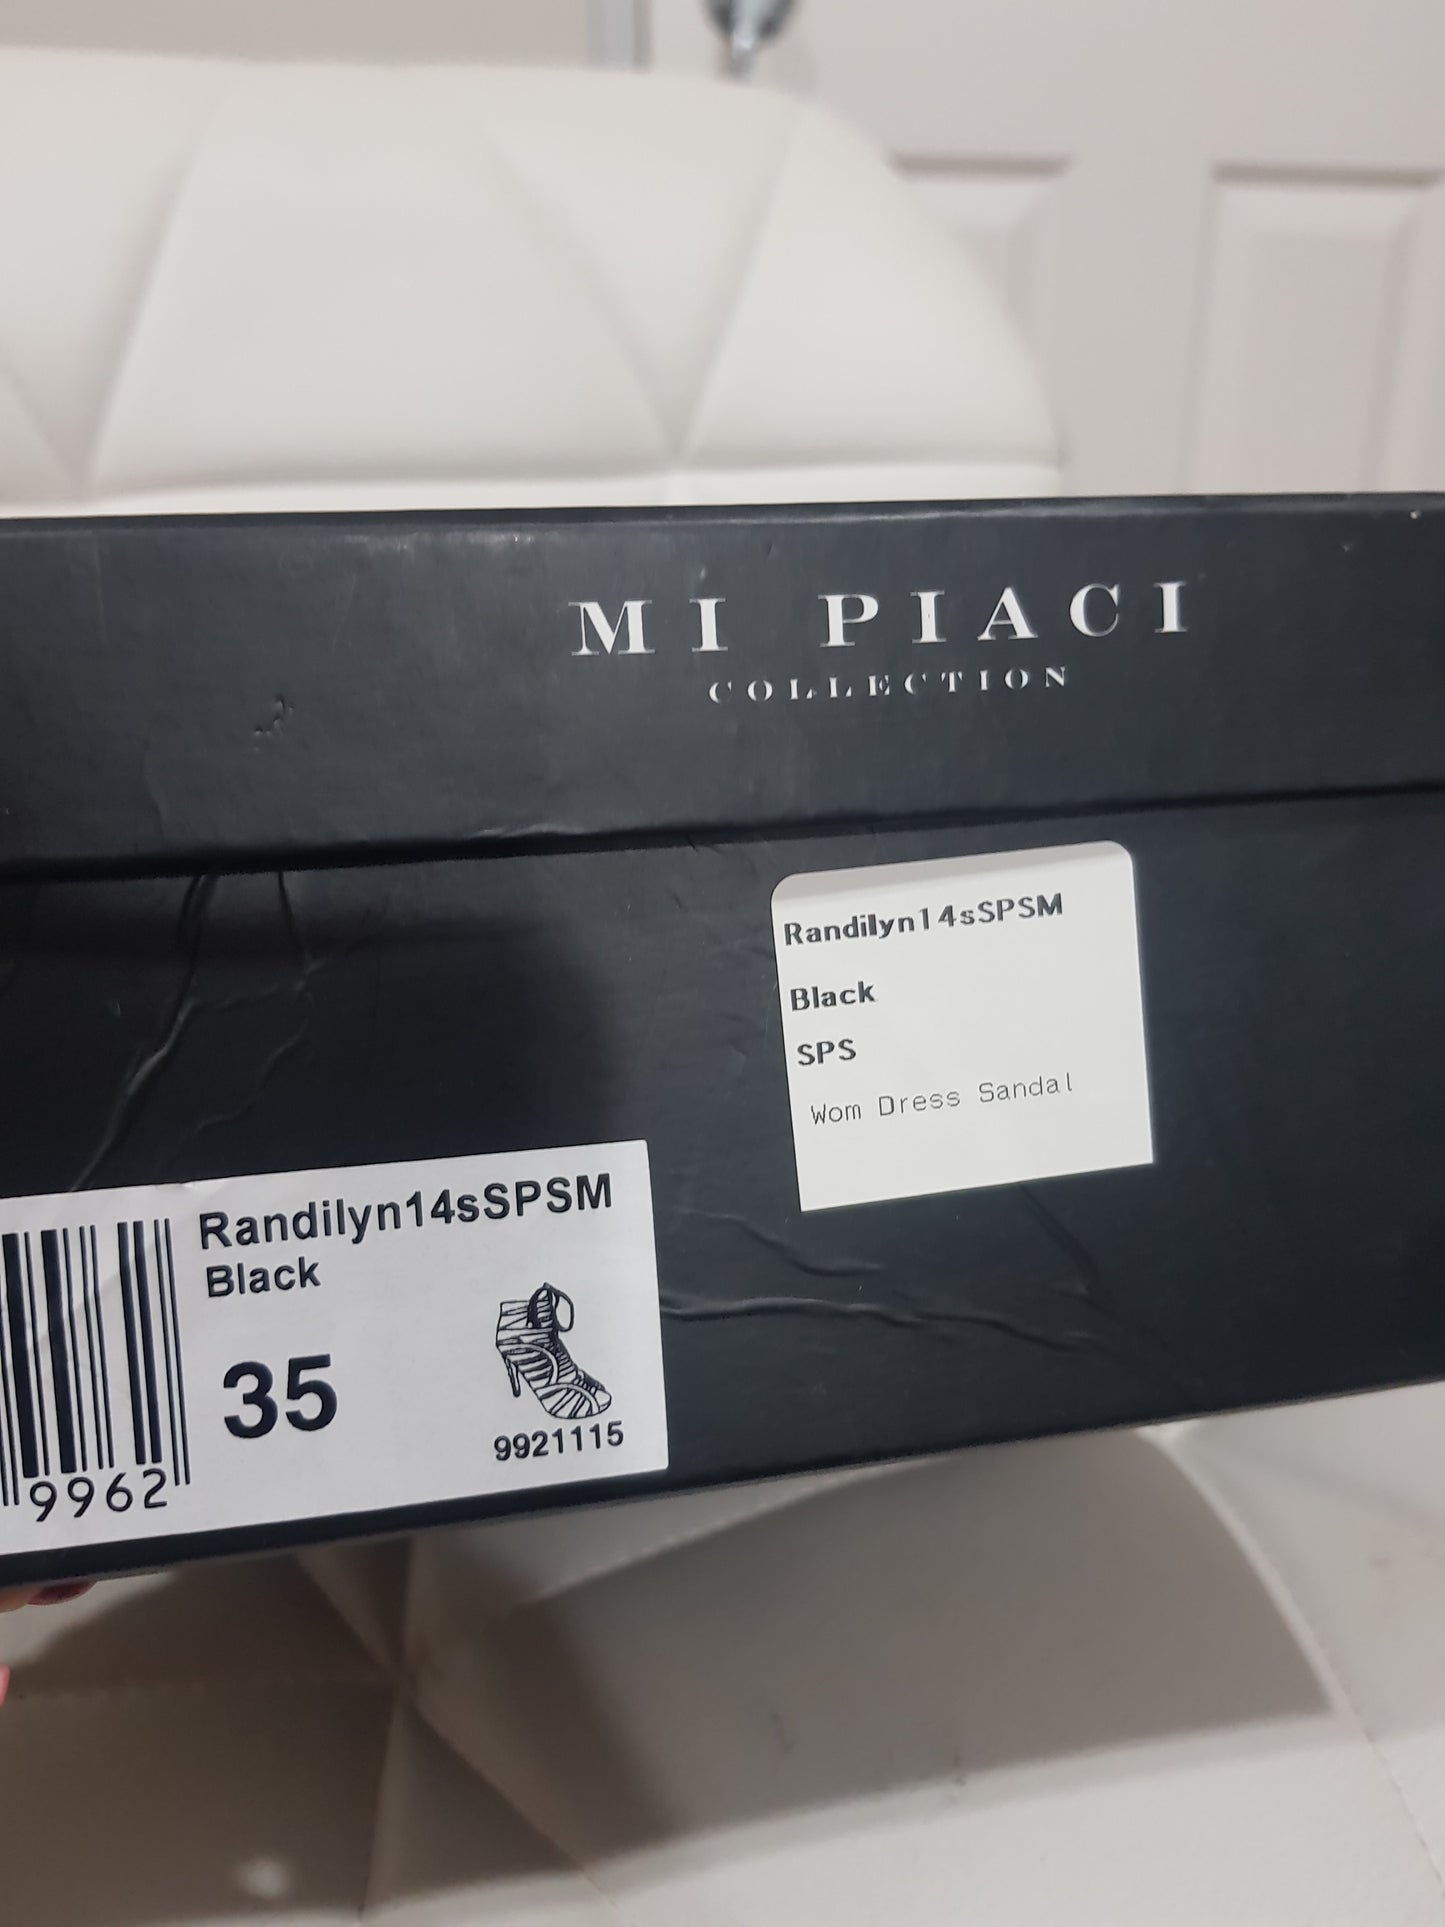 MI PIACI
COLLECTION
Randilyn14sSPSM
Black
SPS
Wom Dress Sandal
Randilyn14sSPSM
Black
35
9921115
9962